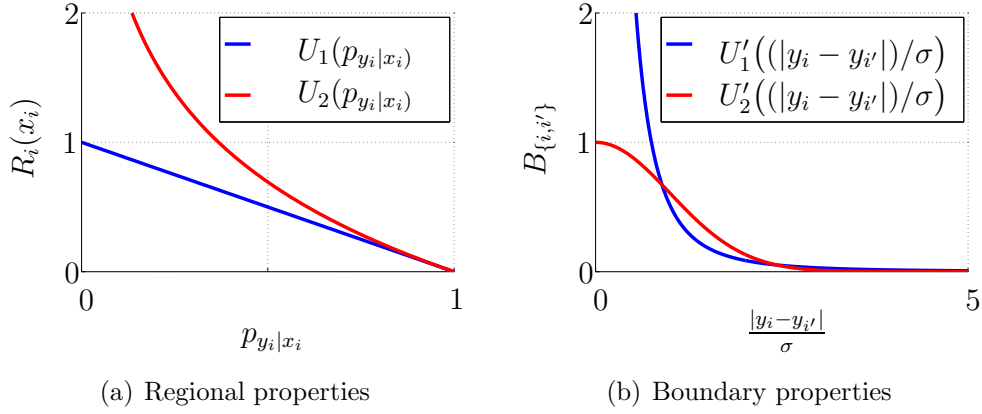 2
1
0
R_i(x_i)
U_1(p_{y_i|x_i})
U_2(p_{y_i|x_i})
0
1
p_{y_i|x_i}
(a) Regional properties
2
1
0
B_{\{i,i'\}}
U'_1((|y_i − y_{i'}|)/σ)
U'_2((|y_i − y_{i'}|)/σ)
0
5
|y_i−y_{i'}|
σ
(b) Boundary properties